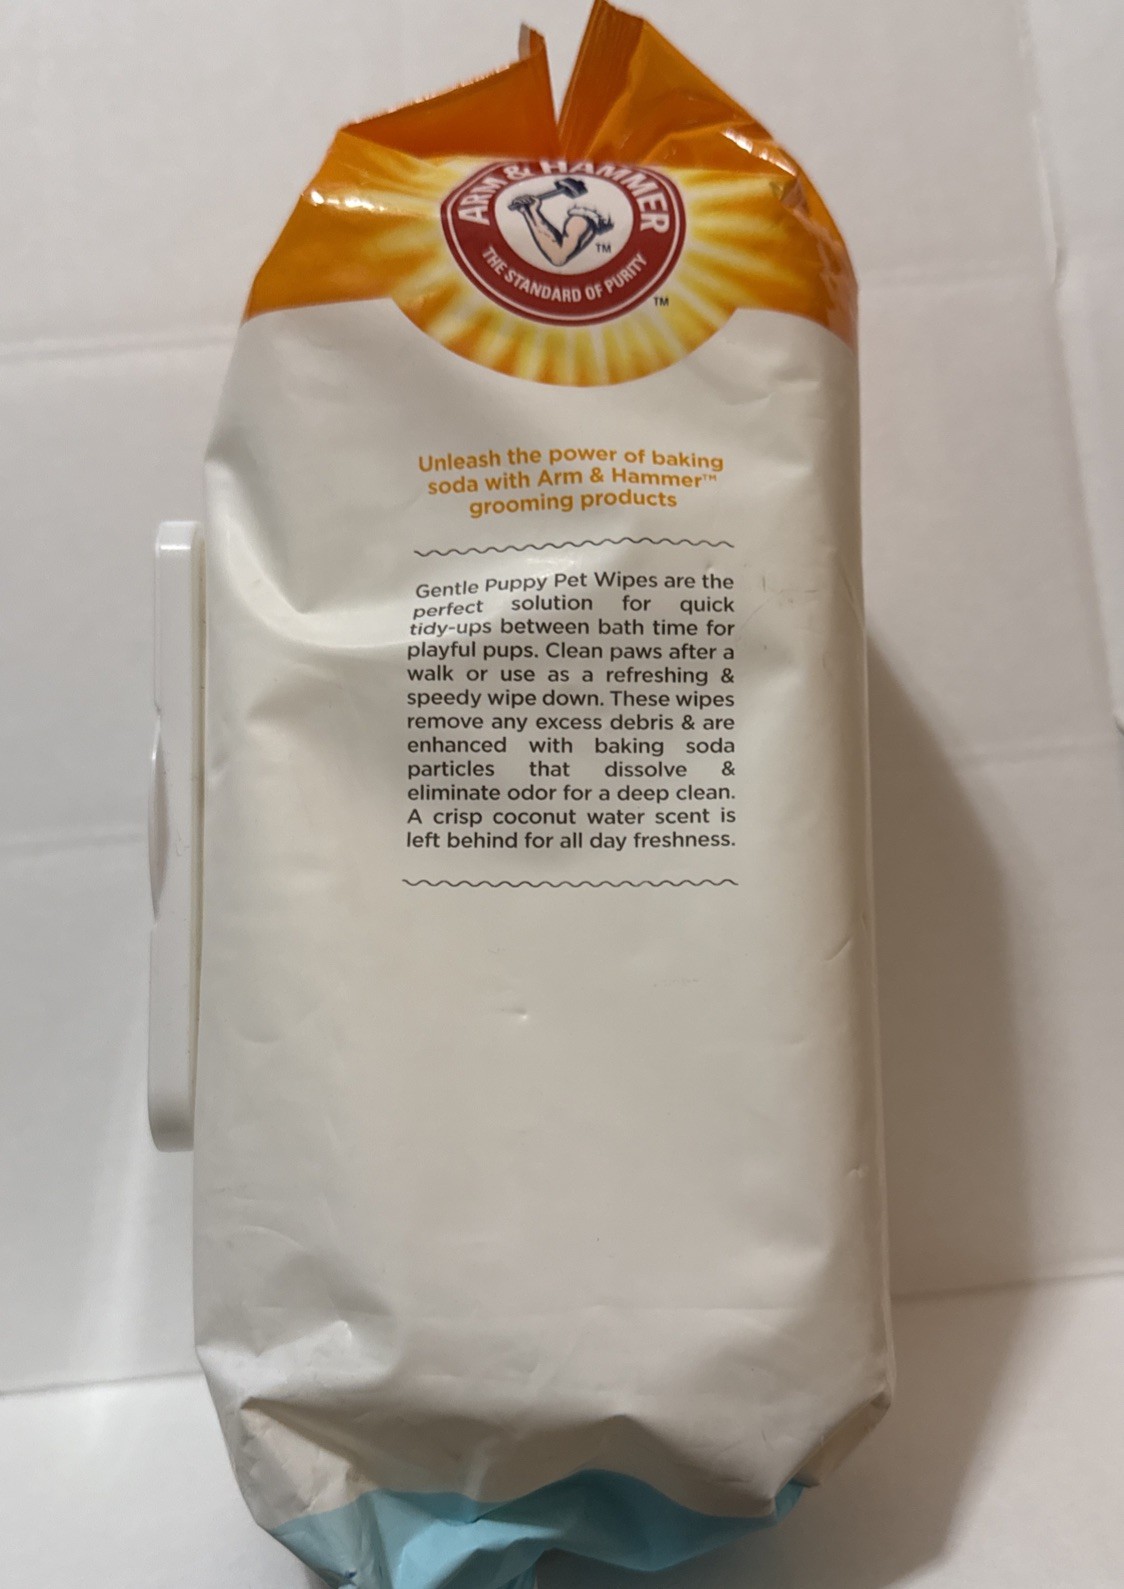 ARM & HAMMER
TM
THE STANDARD OF PURITY
TM
Unleash the power of baking
soda with Arm & Hammer™
grooming products
Gentle Puppy Pet Wipes are the
perfect solution for quick
tidy-ups between bath time for
playful pups. Clean paws after a
walk or use as a refreshing &
speedy wipe down. These wipes
remove any excess debris & are
enhanced with baking soda
particles that dissolve &
eliminate odor for a deep clean.
A crisp coconut water scent is
left behind for all day freshness.